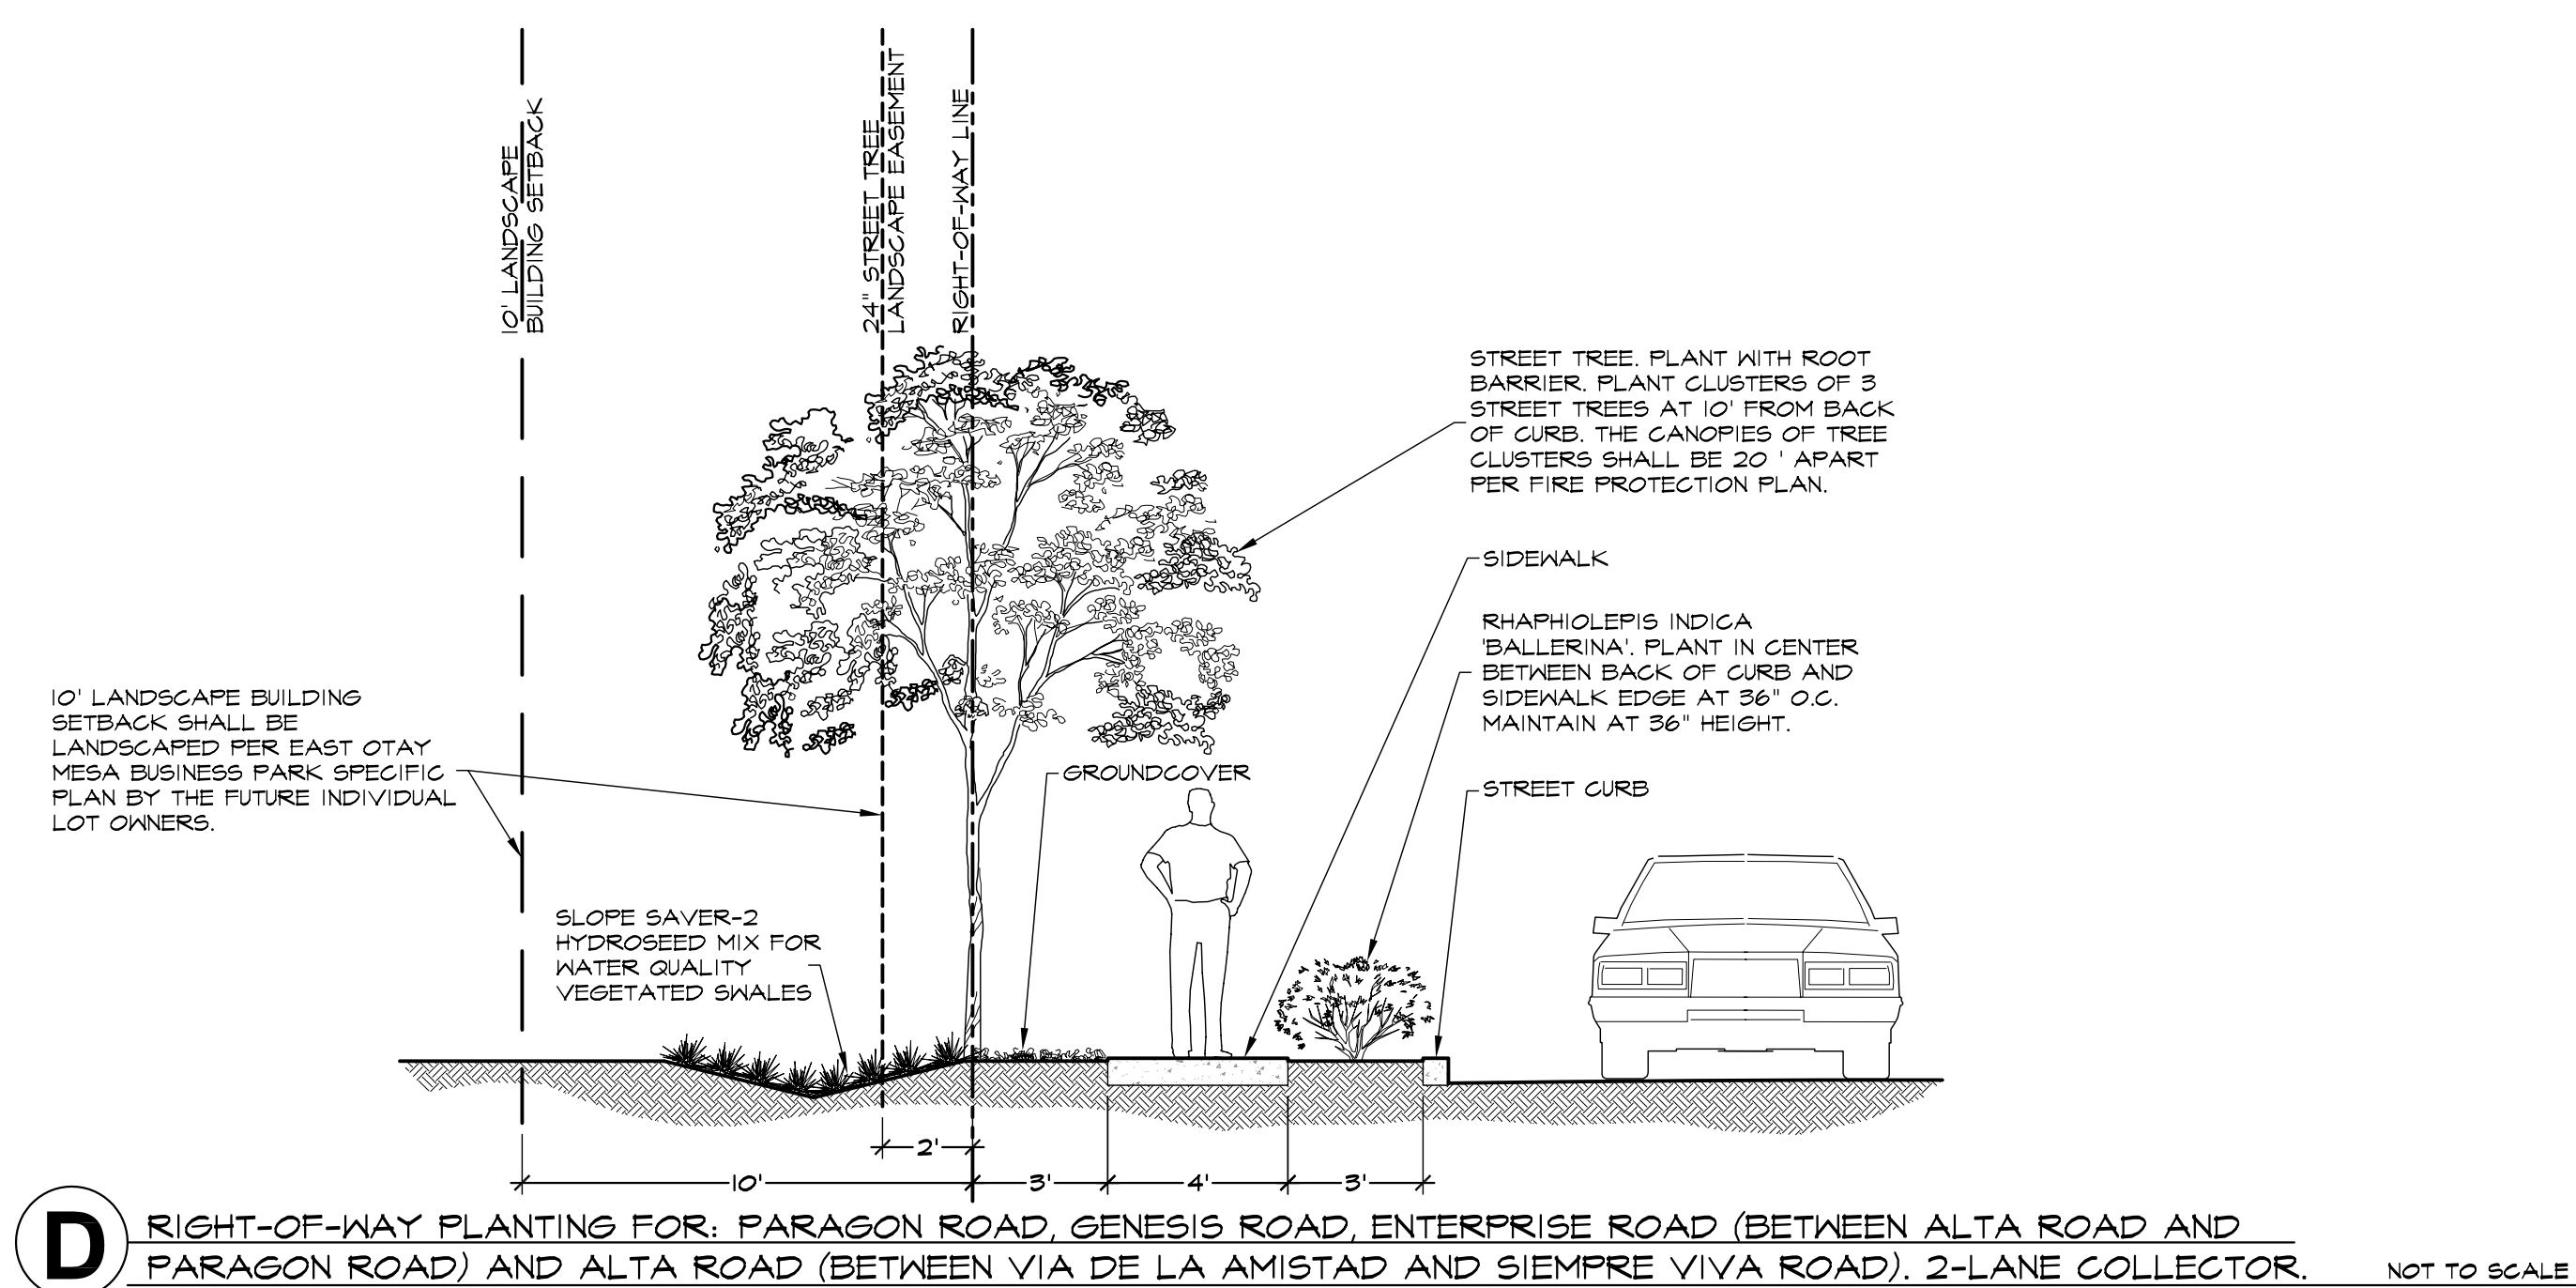 10' LANDSCAPE
BUILDING SETBACK
24" STREET TREE
LANDSCAPE EASEMENT
RIGHT-OF-WAY LINE
STREET TREE. PLANT WITH ROOT
BARRIER. PLANT CLUSTERS OF 3
STREET TREES AT 10' FROM BACK
OF CURB. THE CANOPIES OF TREE
CLUSTERS SHALL BE 20 ' APART
PER FIRE PROTECTION PLAN.
SIDEWALK
RHAPHIOLEPIS INDICA
'BALLERINA'. PLANT IN CENTER
BETWEEN BACK OF CURB AND
SIDEWALK EDGE AT 36" O.C.
MAINTAIN AT 36" HEIGHT.
10' LANDSCAPE BUILDING
SETBACK SHALL BE
LANDSCAPED PER EAST OTAY
MESA BUSINESS PARK SPECIFIC
PLAN BY THE FUTURE INDIVIDUAL
LOT OWNERS.
GROUNDCOVER
STREET CURB
SLOPE SAVER-2
HYDROSEED MIX FOR
WATER QUALITY
VEGETATED SWALES
2'
10'
3'
4'
3'
D
RIGHT-OF-WAY PLANTING FOR: PARAGON ROAD, GENESIS ROAD, ENTERPRISE ROAD (BETWEEN ALTA ROAD AND
PARAGON ROAD) AND ALTA ROAD (BETWEEN VIA DE LA AMISTAD AND SIEMPRE VIVA ROAD). 2-LANE COLLECTOR.
NOT TO SCALE